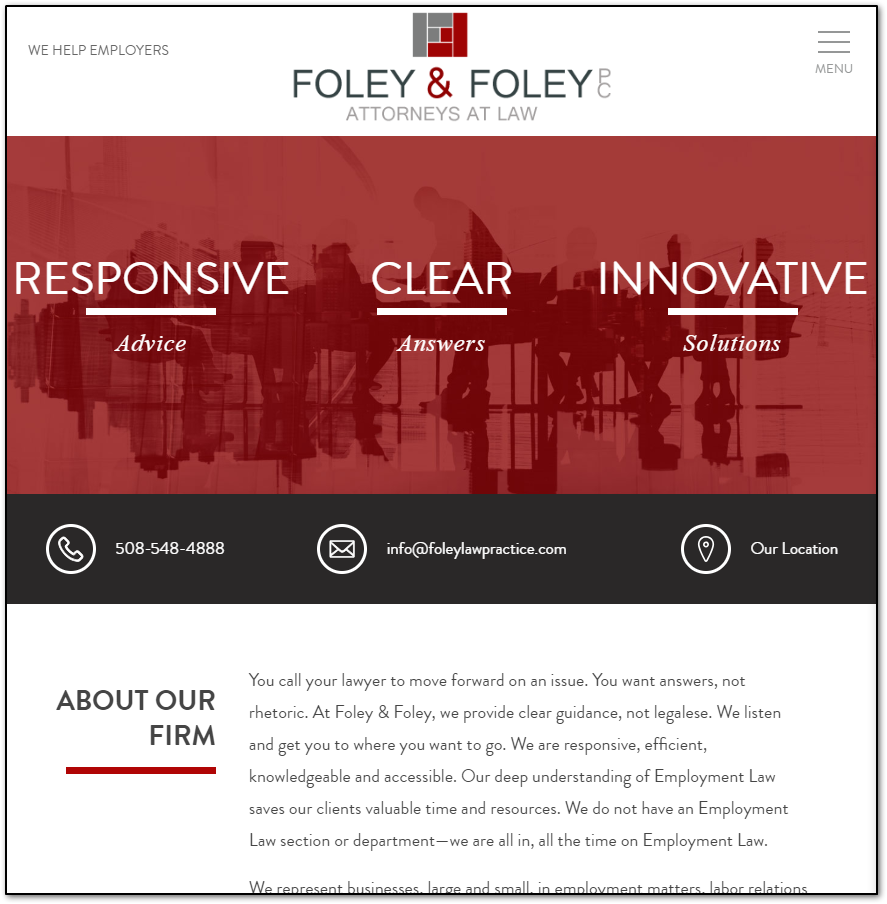 WE HELP EMPLOYERS
FOLEY & FOLEY PC
ATTORNEYS AT LAW
MENU
RESPONSIVE
Advice
CLEAR
Answers
INNOVATIVE
Solutions
508-548-4888
info@foleylawpractice.com
Our Location
ABOUT OUR
FIRM
You call your lawyer to move forward on an issue. You want answers, not
rhetoric. At Foley & Foley, we provide clear guidance, not legalese. We listen
and get you to where you want to go. We are responsive, efficient,
knowledgeable and accessible. Our deep understanding of Employment Law
saves our clients valuable time and resources. We do not have an Employment
Law section or department—we are all in, all the time on Employment Law.
We represent businesses, large and small, in employment matters, labor relations